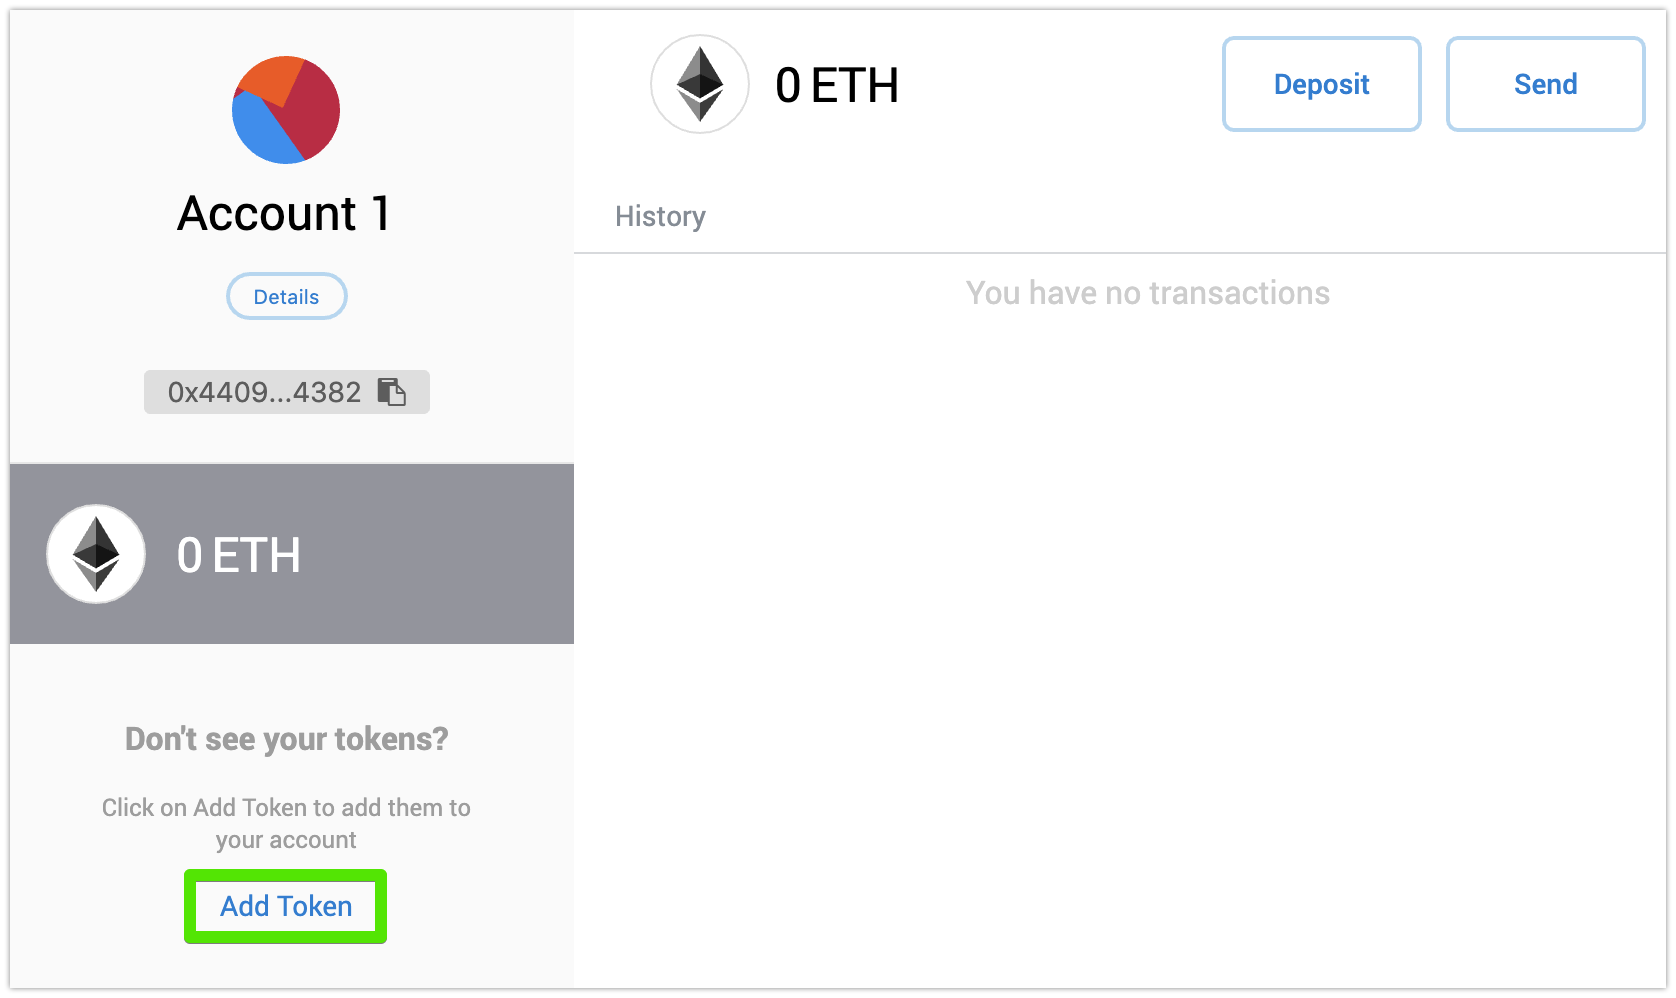 Account 1
Details
0x4409...4382
0 ETH
Don't see your tokens?
Click on Add Token to add them to
your account
Add Token
0 ETH
Deposit
Send
History
You have no transactions